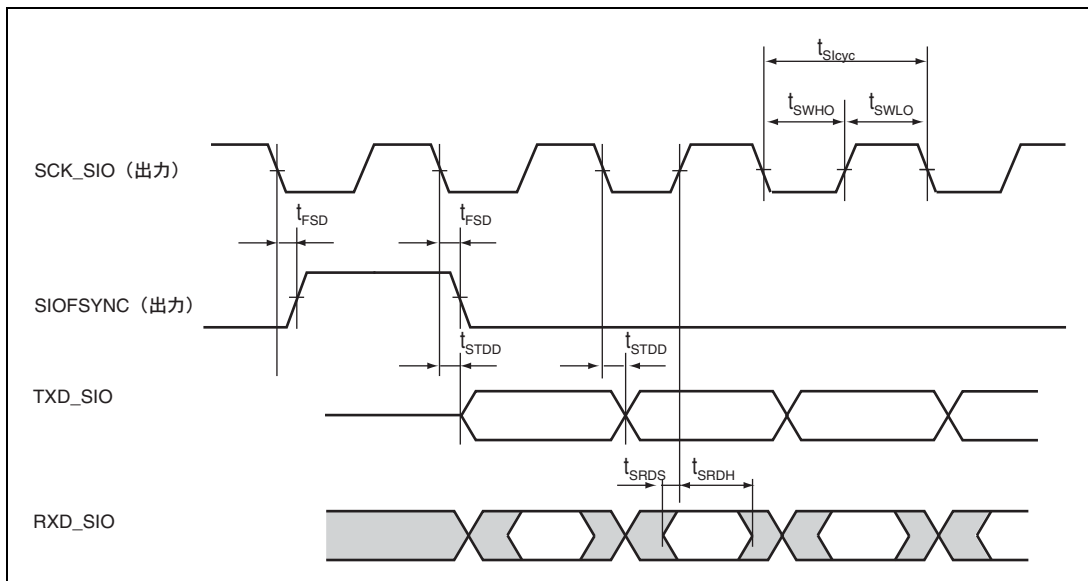 tSIcyc
tSWHO tSWLO
SCK_SIO（出力）
tFSD tFSD
SIOFSYNC（出力）
tSTDD tSTDD
TXD_SIO
tSRDS tSRDH
RXD_SIO